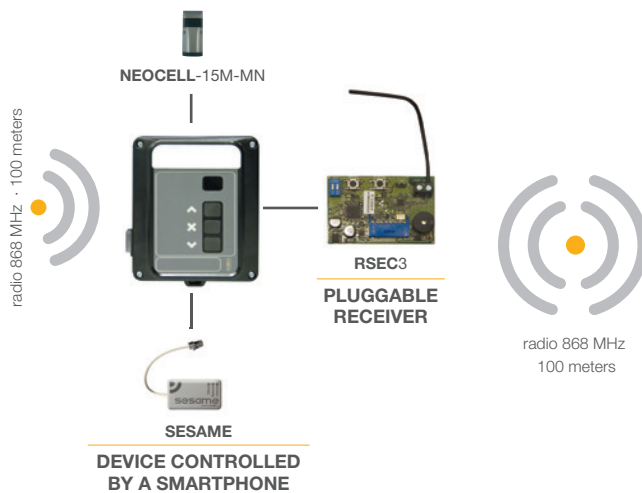 NEOCELL-15M-MN
radio 868 MHz · 100 meters
RSEC3
PLUGGABLE
RECEIVER
radio 868 MHz
100 meters
sesame
SESAME
DEVICE CONTROLLED
BY A SMARTPHONE